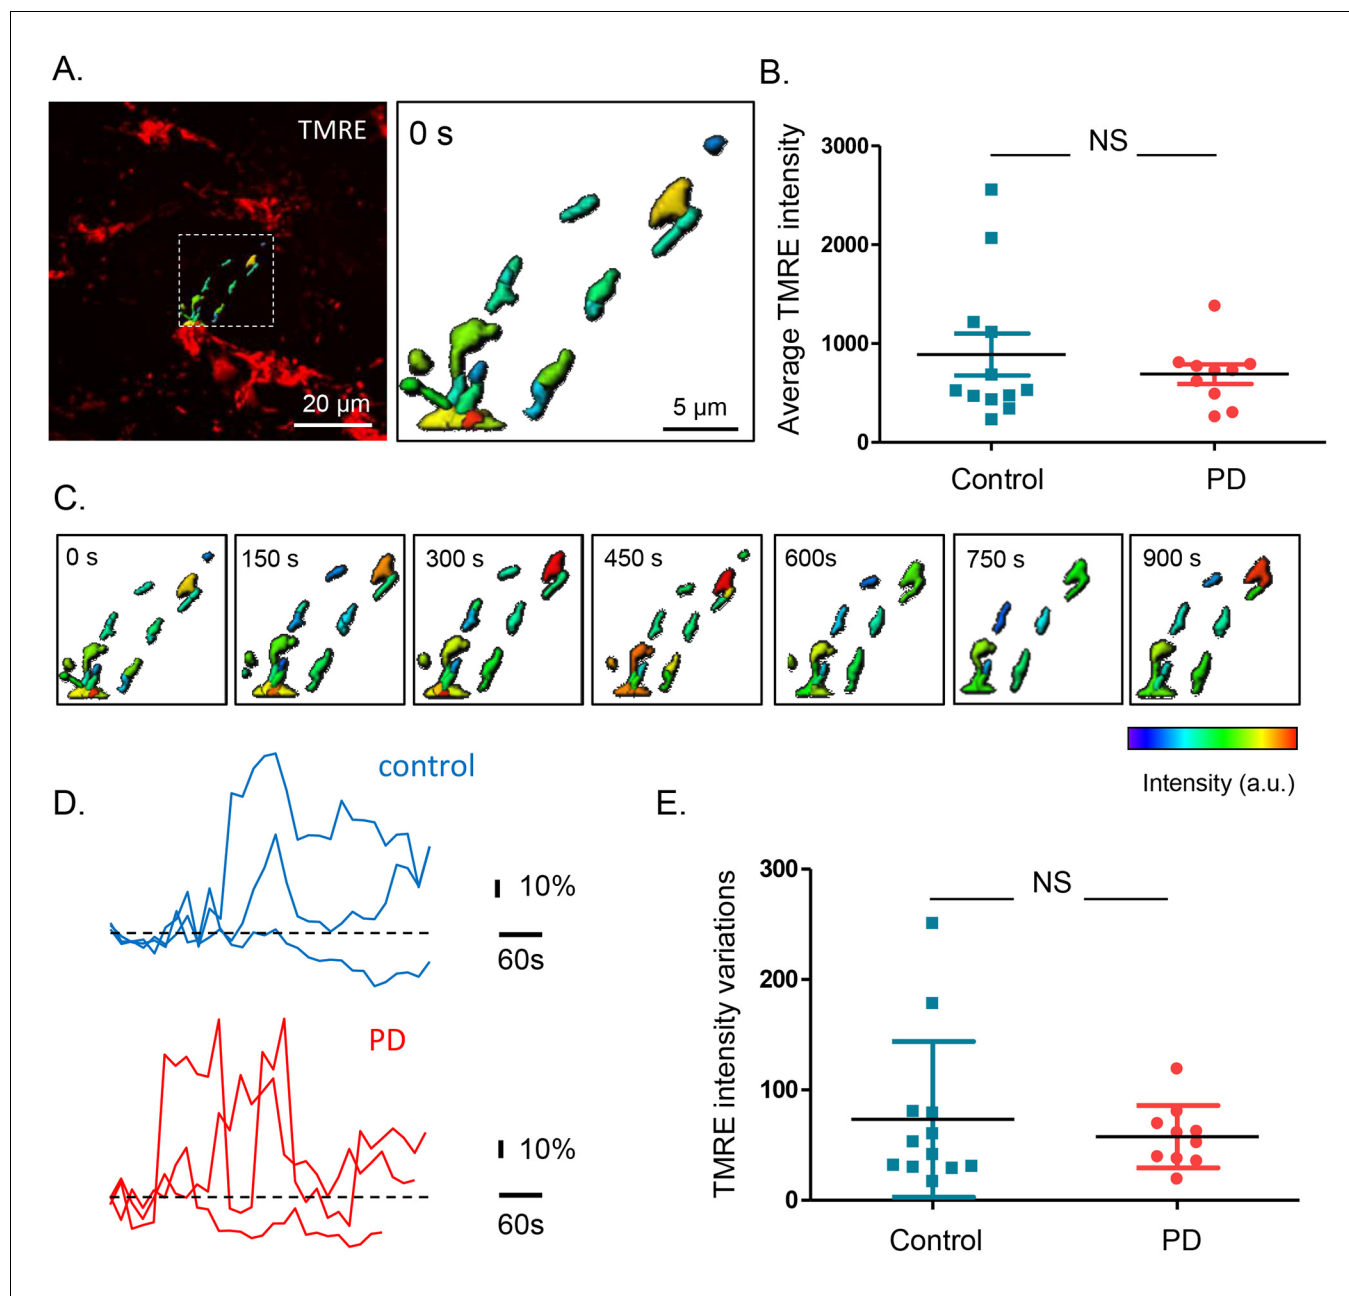 A.
TMRE
20 μm
0 s
5 μm
B.
Average TMRE intensity
3000
2000
1000
0
NS
Control
PD
C.
0 s
150 s
300 s
450 s
600s
750 s
900 s
Intensity (a.u.)
D.
control
10%
60s
PD
10%
60s
E.
TMRE intensity variations
300
200
100
0
NS
Control
PD